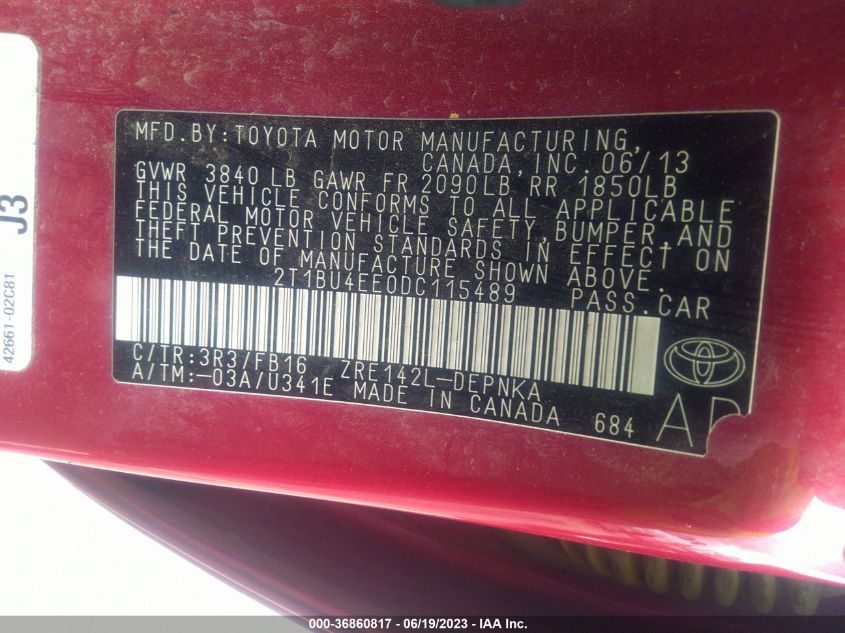 MFD.BY:TOYOTA MOTOR MANUFACTURING,
CANADA,INC. 06/13
GVWR 3840 LB GAWR FR 2090LB RR 1850LB
THIS VEHICLE CONFORMS TO ALL APPLICABLE
FEDERAL MOTOR VEHICLE SAFETY,BUMPER,AND
THEFT PREVENTION STANDARDS IN EFFECT ON
THE DATE OF MANUFACTURE SHOWN ABOVE.
2T1BU4EE0DC115489 PASS.CAR
C/TR:3R3/FB16 ZRE142L-DEPNKA
A/TM:-03A/U341E MADE IN CANADA 684
J3
42661-02C81
000-36860817 - 06/19/2023 - IAA Inc.